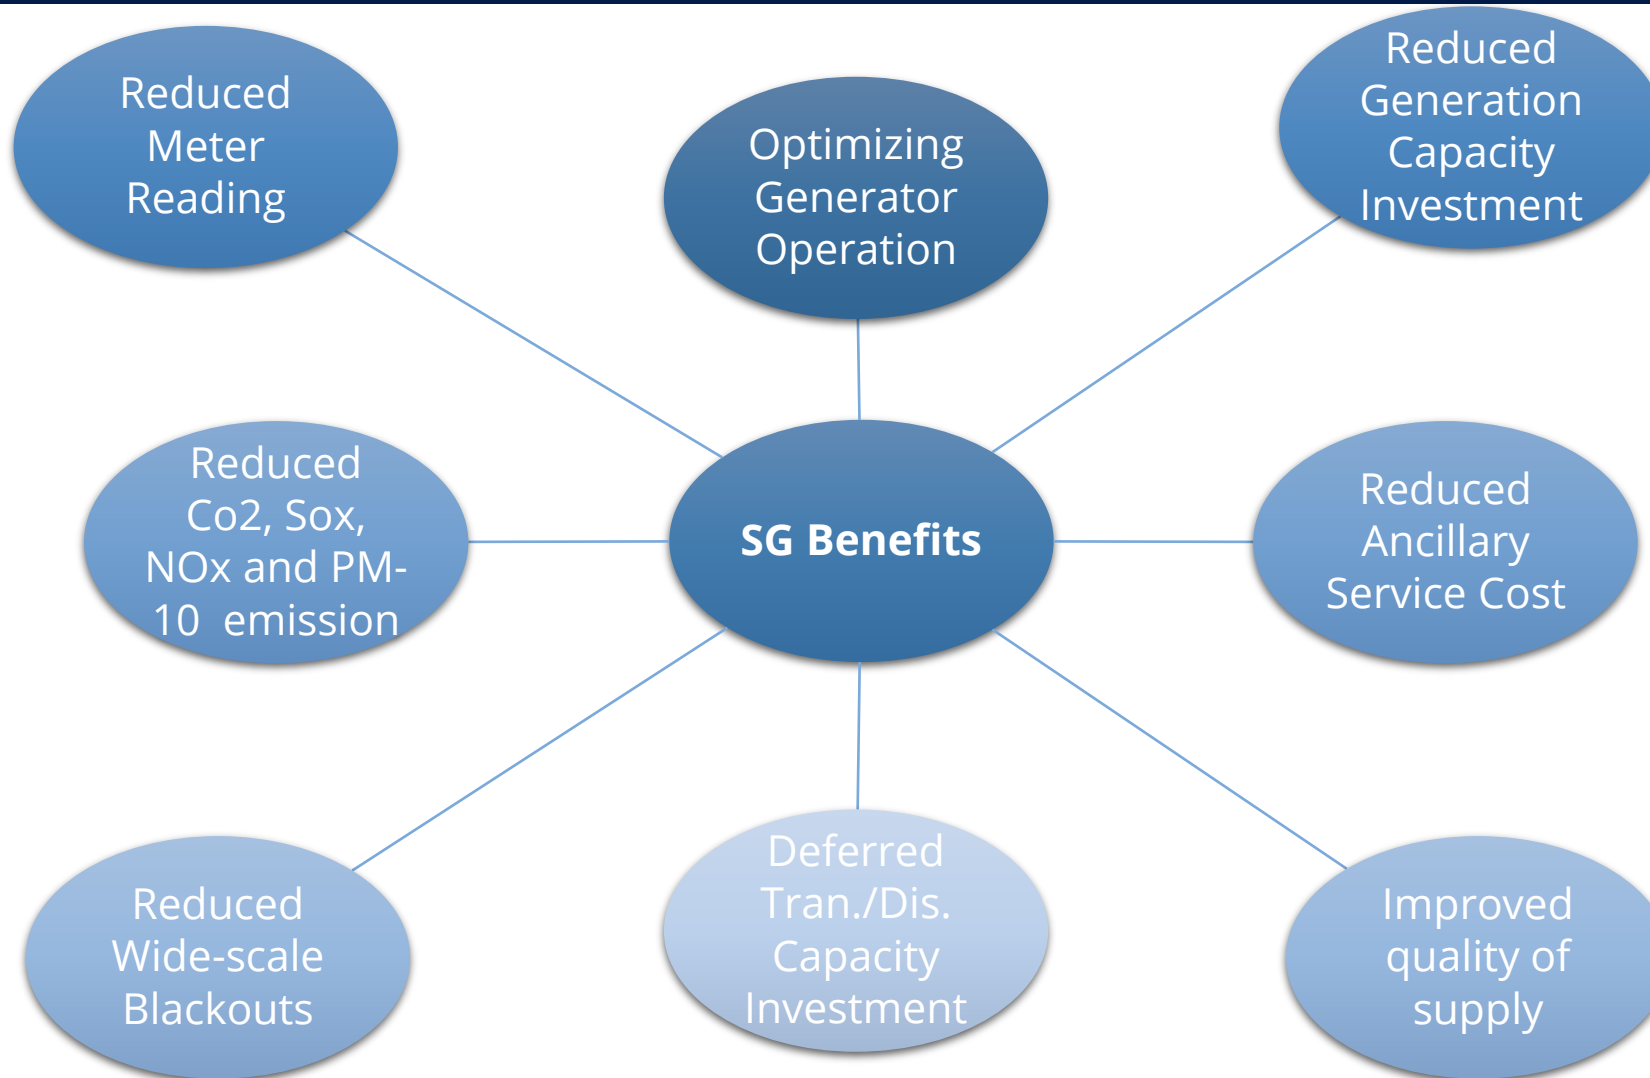 Reduced
Meter
Reading
Optimizing
Generator
Operation
Reduced
Generation
Capacity
Investment
Reduced
Co2, Sox,
NOx and PM-
10  emission
SG Benefits
Reduced
Ancillary
Service Cost
Reduced
Wide-scale
Blackouts
Deferred
Tran./Dis.
Capacity
Investment
Improved
quality of
supply